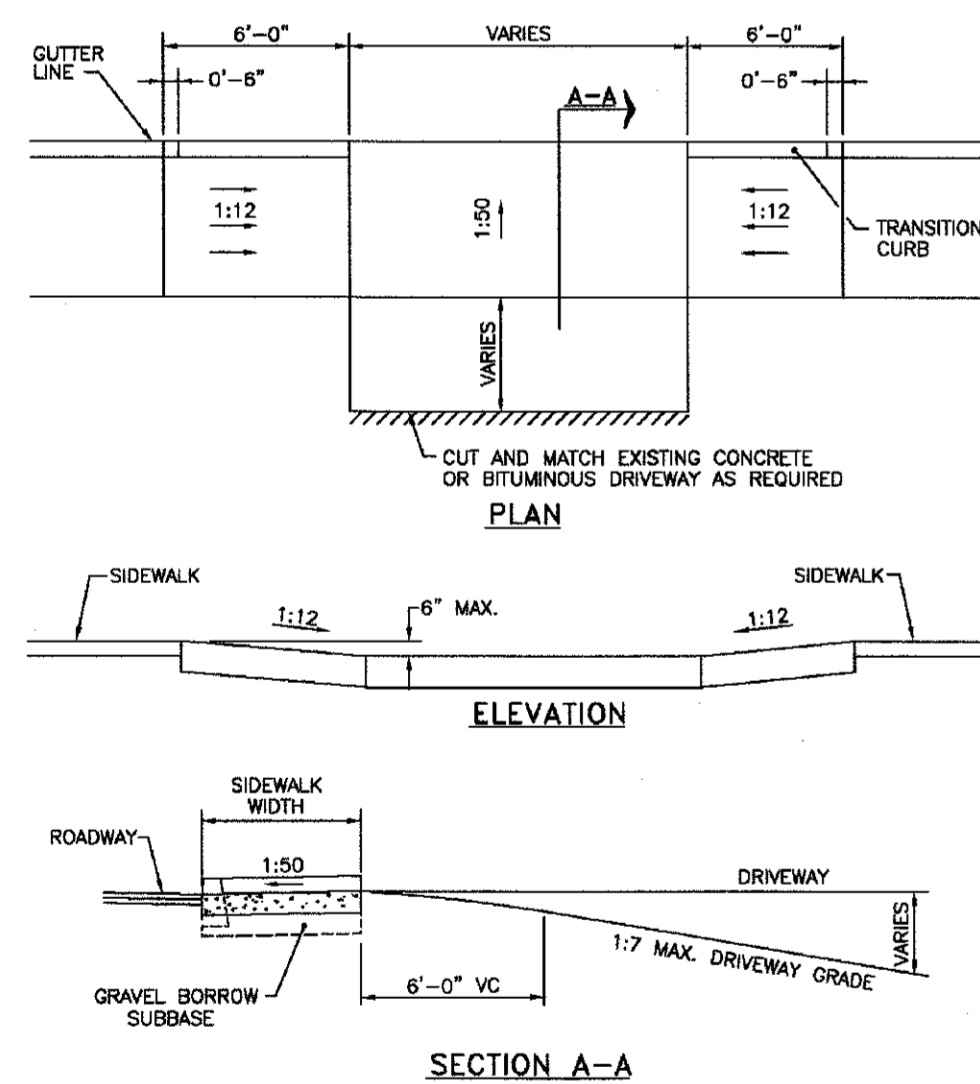 6'-0"
VARIES
6'-0"
GUTTER
LINE
0'-6"
0'-6"
A-A
1:12
1:50
1:12
TRANSITION
CURB
VARIES
CUT AND MATCH EXISTING CONCRETE
OR BITUMINOUS DRIVEWAY AS REQUIRED
PLAN
SIDEWALK
SIDEWALK
1:12
6" MAX.
1:12
ELEVATION
SIDEWALK
WIDTH
ROADWAY
1:50
DRIVEWAY
VARIES
1:7 MAX. DRIVEWAY GRADE
6'-0" VC
GRAVEL BORROW
SUBBASE
SECTION A-A